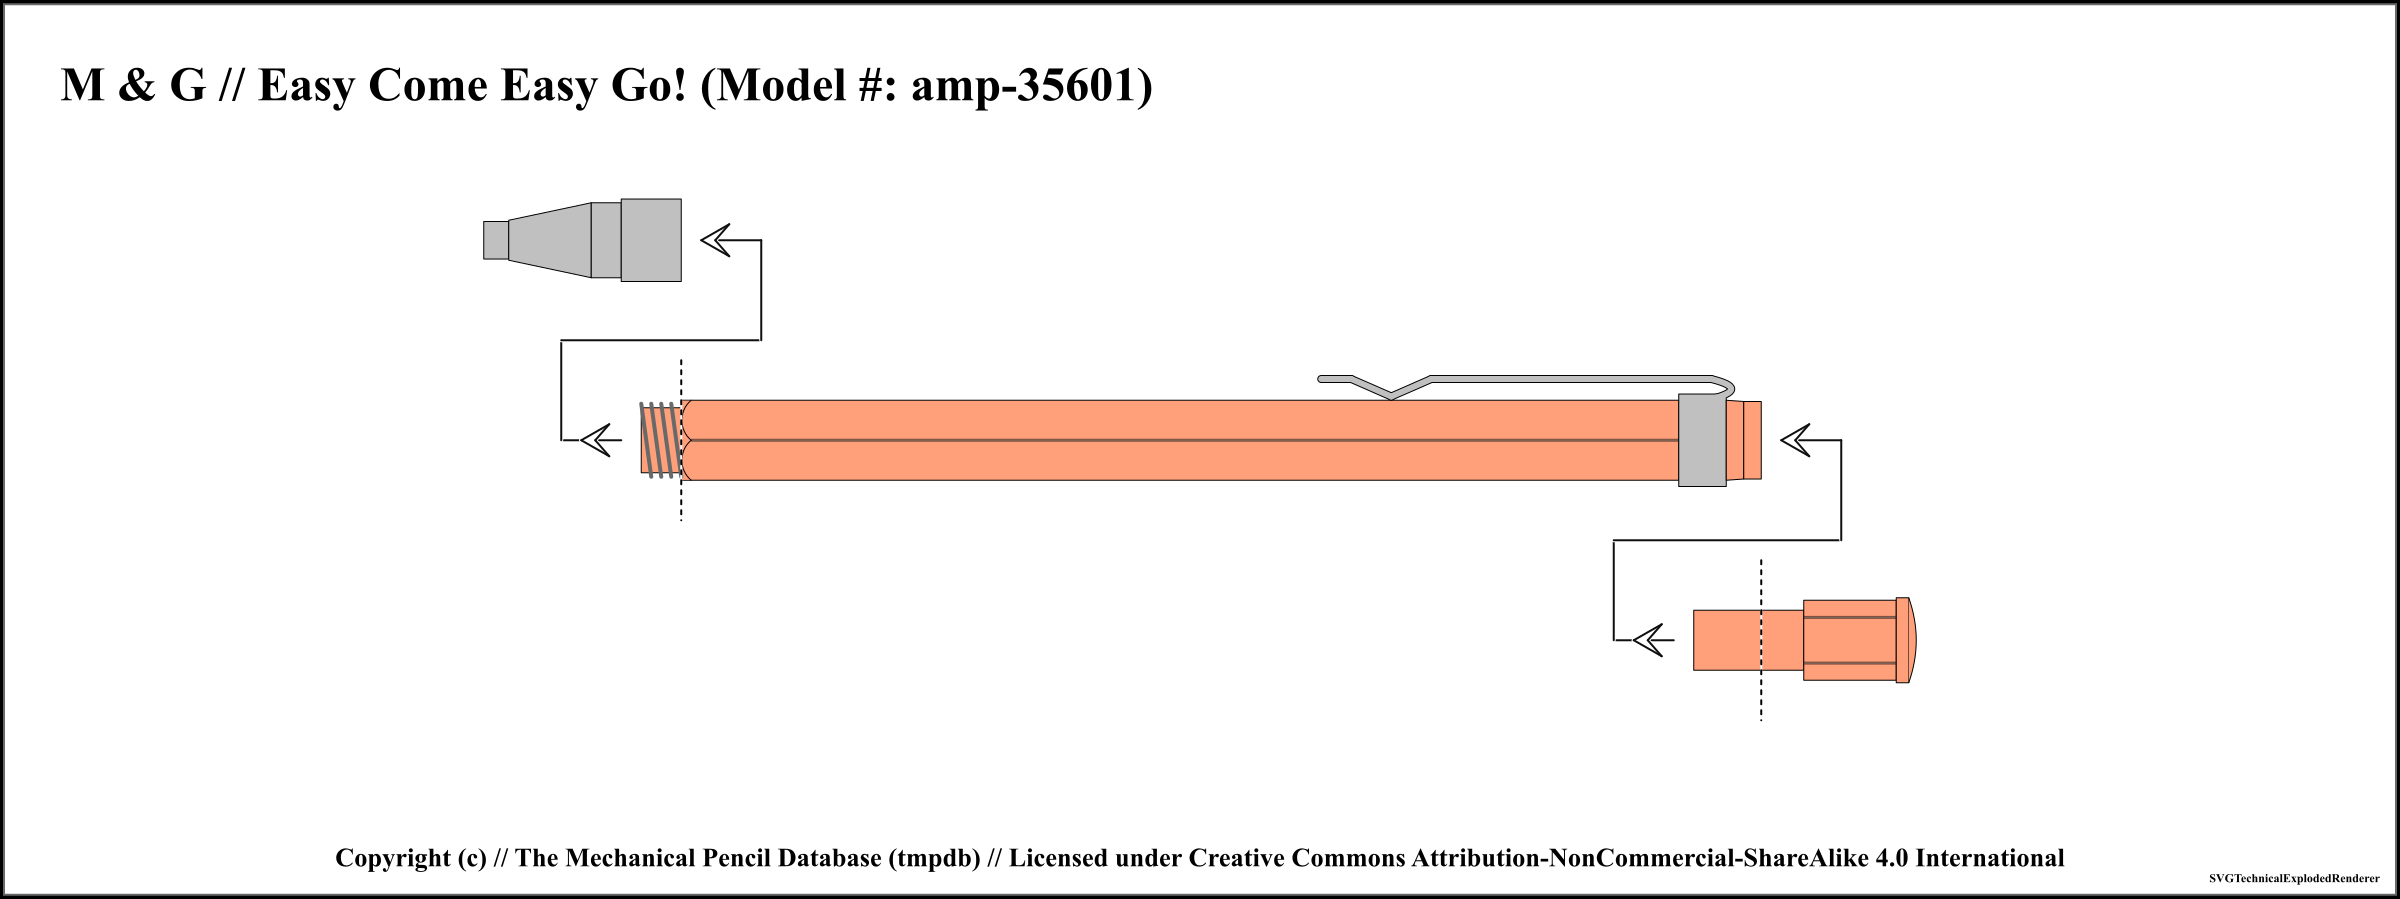 M & G // Easy Come Easy Go! (Model #: amp-35601)
Copyright (c) // The Mechanical Pencil Database (tmpdb) // Licensed under Creative Commons Attribution-NonCommercial-ShareAlike 4.0 International
SVGTechnicalExplodedRenderer